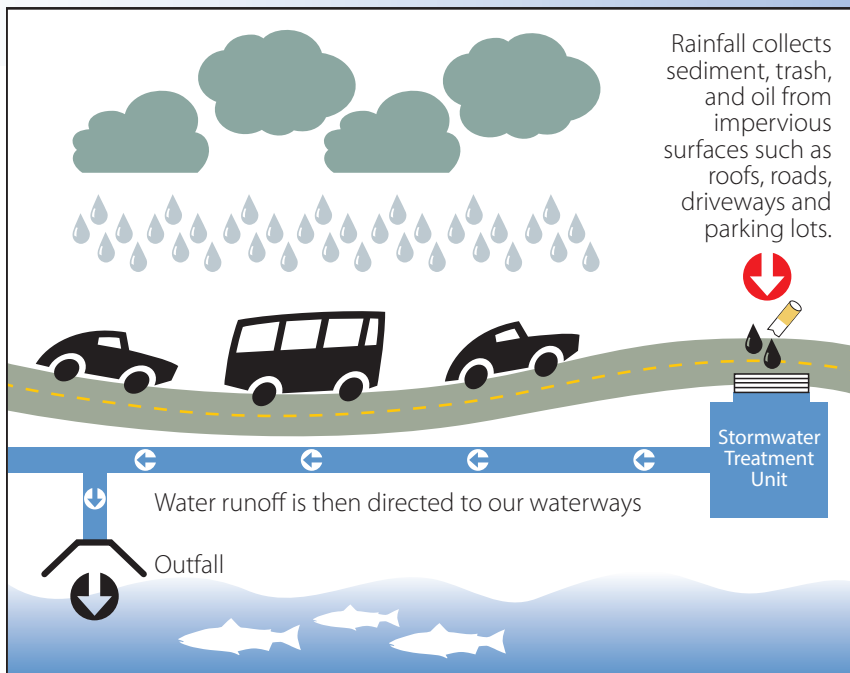 Rainfall collects
sediment, trash,
and oil from
impervious
surfaces such as
roofs, roads,
driveways and
parking lots.
Stormwater
Treatment
Unit
Water runoff is then directed to our waterways
Outfall